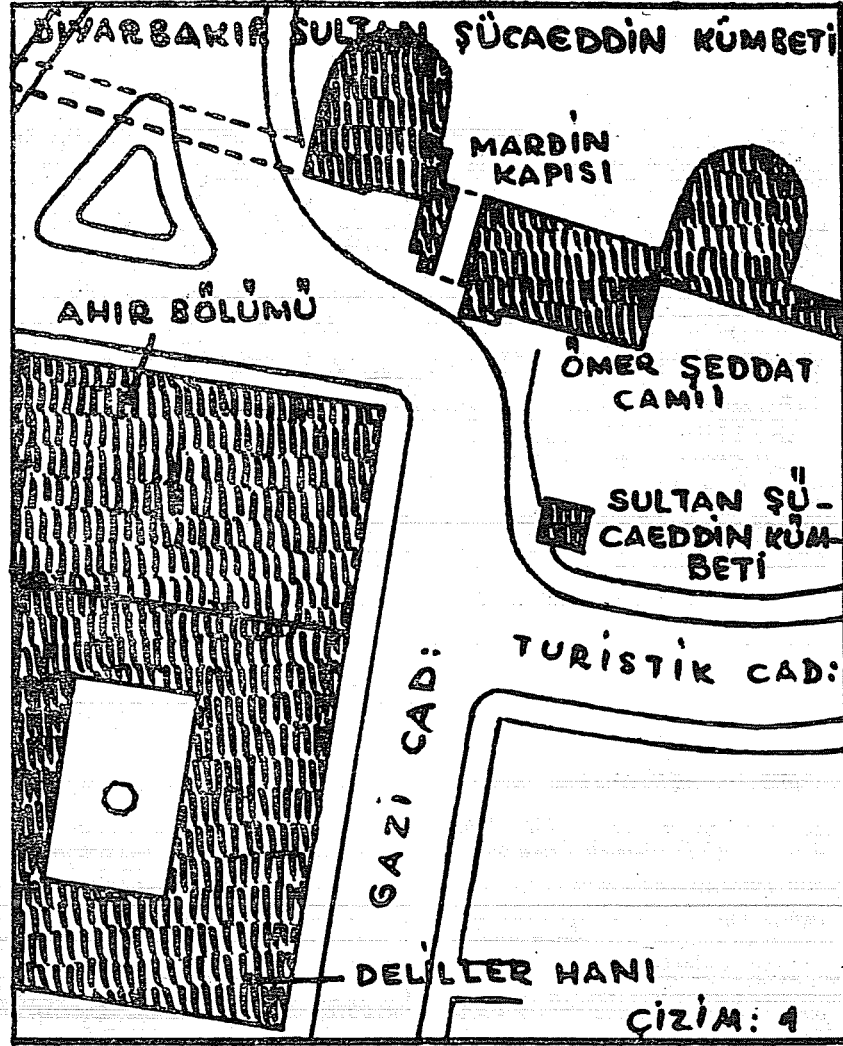 DİYARBAKIR SULTAN ŞÜCAEDDİN KÜMBETİ
MARDİN
KAPISI
AHIR BÖLÜMÜ
ÖMER ŞEDDAT
CAMİİ
SULTAN ŞÜ-
CAEDDİN KÜM-
BETİ
TURİSTİK CAD:
GAZİ CAD:
DELİLLER HANI
ÇİZİM: 1